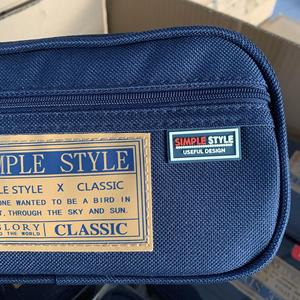 MPLE STYLE
LE STYLE X CLASSIC
ONE WANTED TO BE A BIRD IN
T, THROUGH THE SKY AND SUN.
GLORY
TO THE WORLD
CLASSIC
SIMPLE STYLE
USEFUL DESIGN